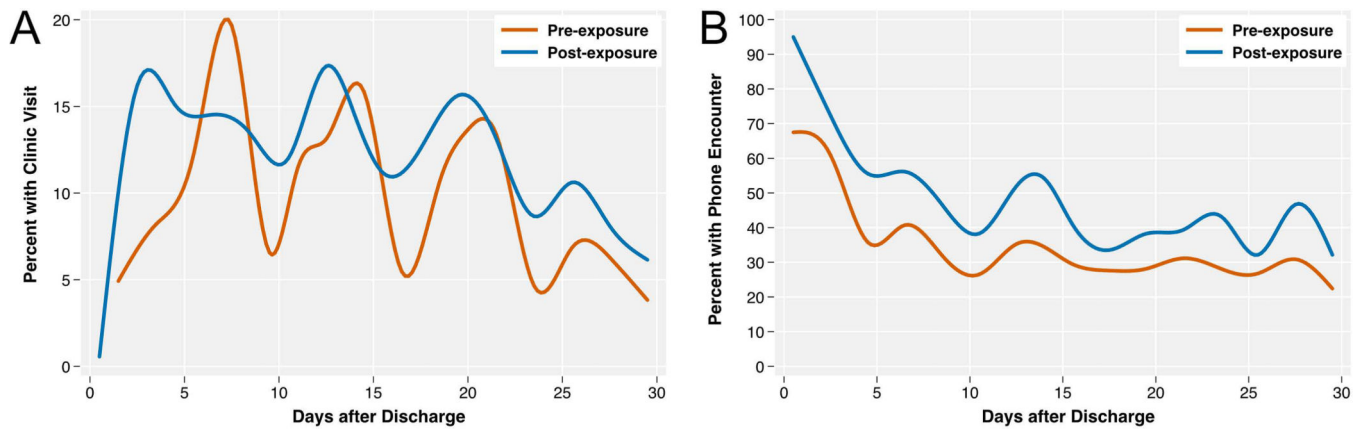 A
Percent with Clinic Visit
20
15
10
5
0
Pre-exposure
Post-exposure
0 5 10 15 20 25 30
Days after Discharge
B
Percent with Phone Encounter
100
90
80
70
60
50
40
30
20
10
0
Pre-exposure
Post-exposure
0 5 10 15 20 25 30
Days after Discharge